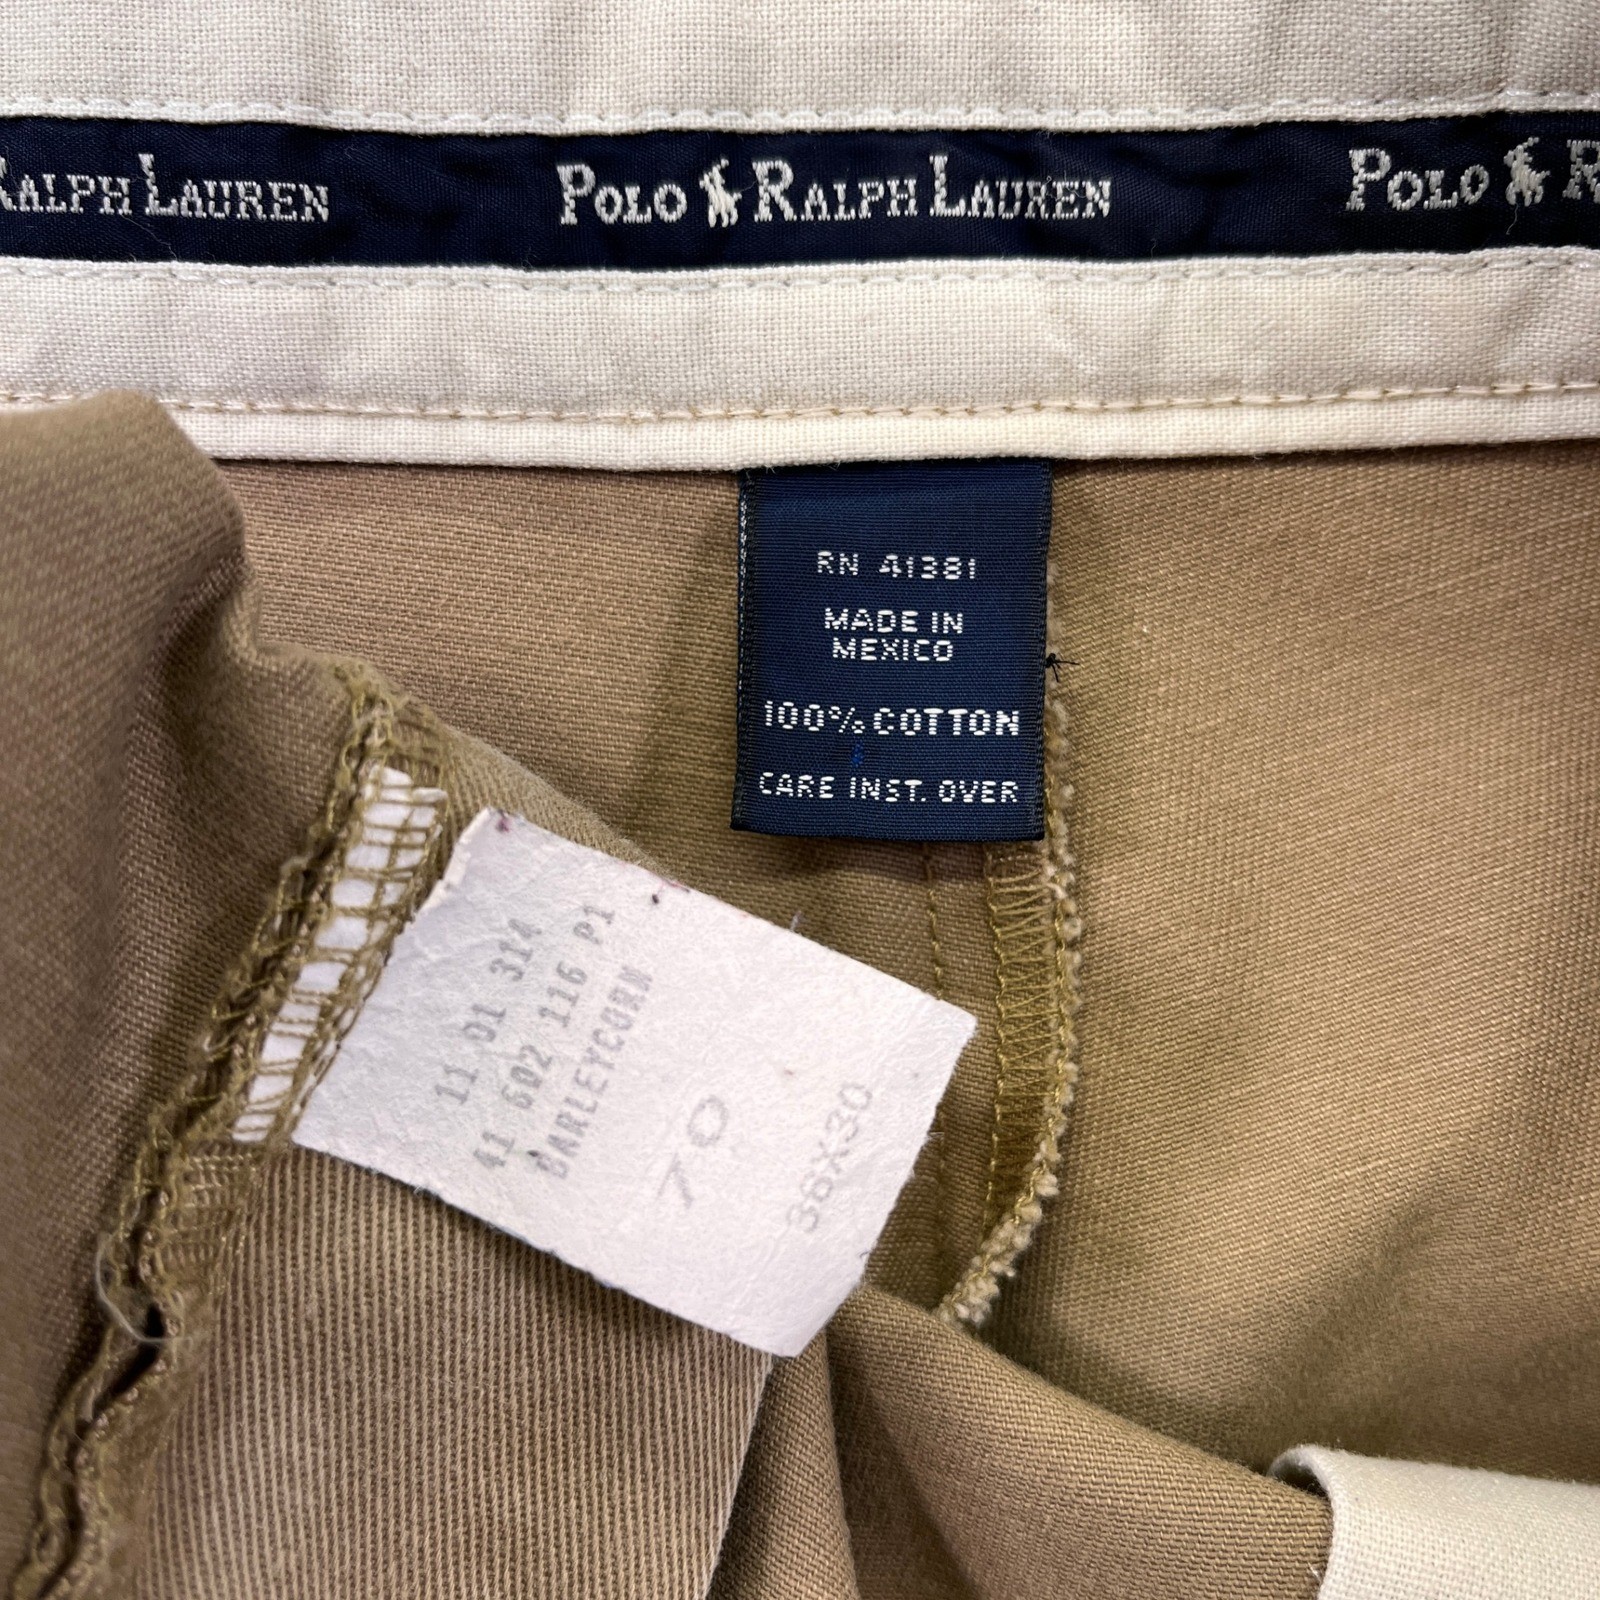 RALPH LAUREN POLO RALPH LAUREN POLO R
RN 41381
MADE IN
MEXICO
100% COTTON
CARE INST. OVER
11 01 314
41 602 116 P1
BARLEYCORN
70
38X30